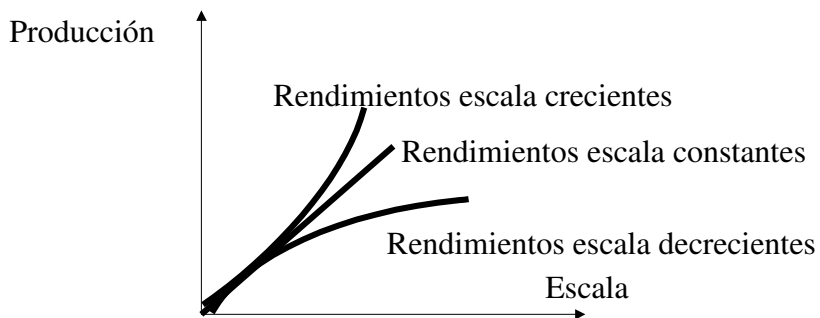 Producción
Rendimientos escala crecientes
Rendimientos escala constantes
Rendimientos escala decrecientes
Escala